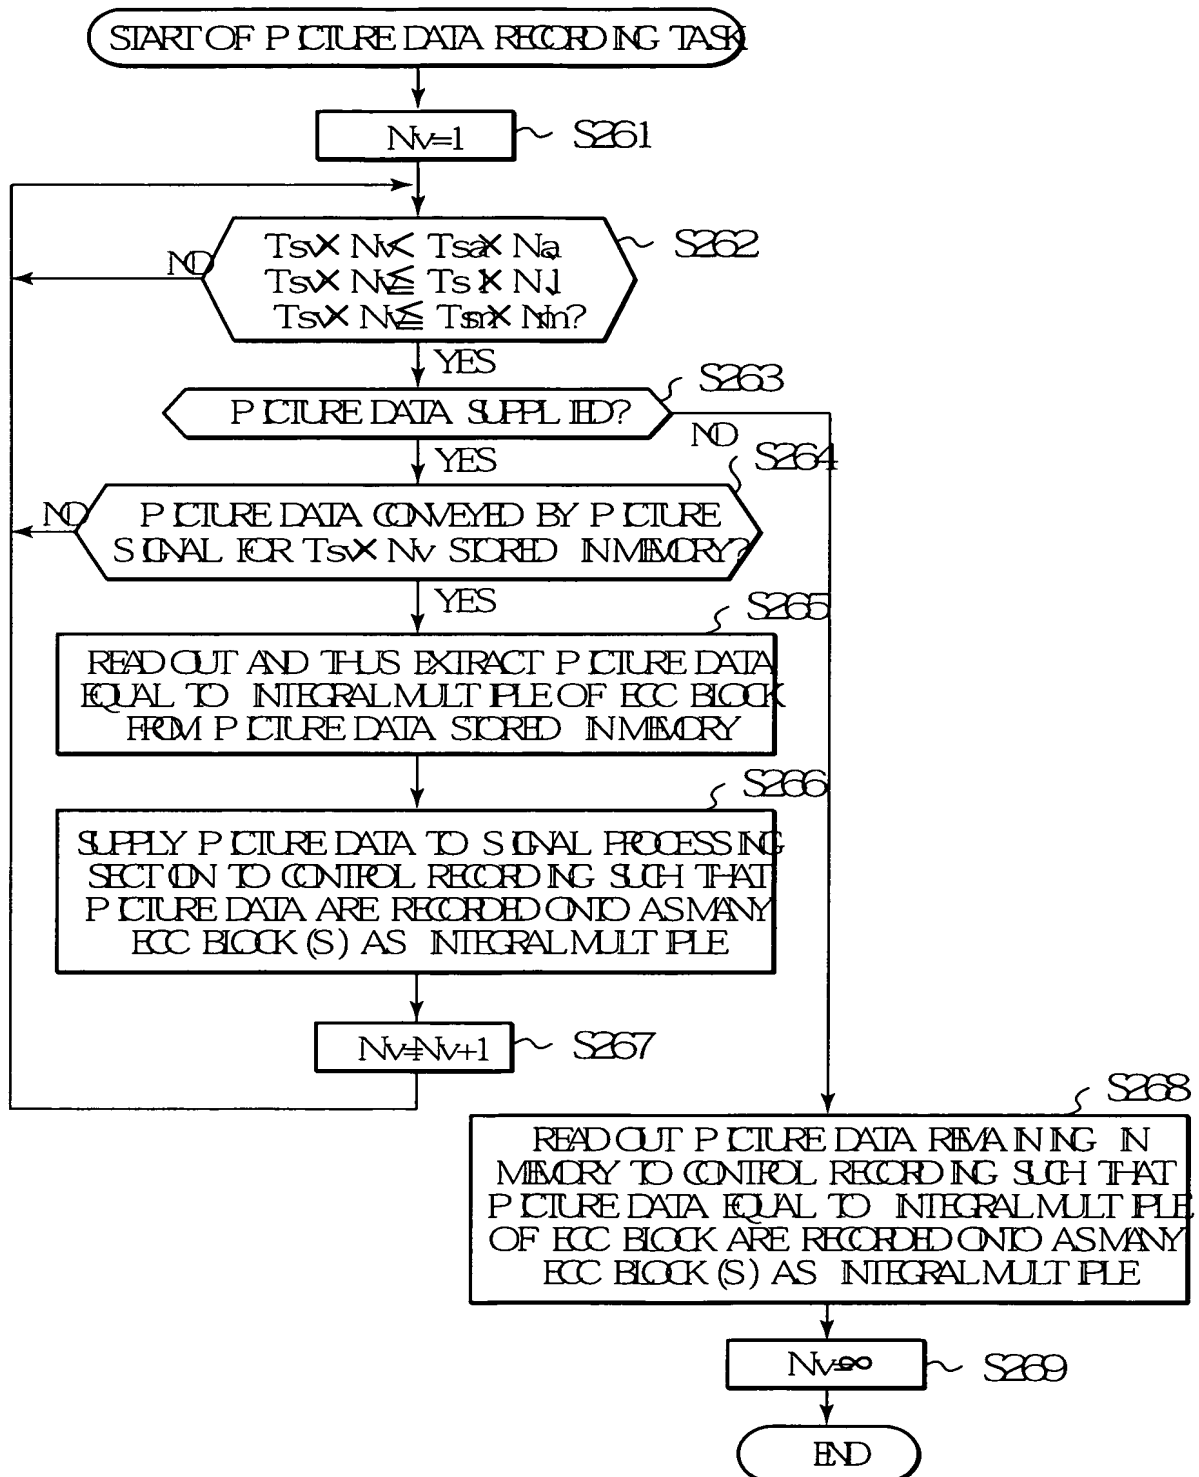 START OF PICTURE DATA RECORDING TASK
Nv=1
S261
Tsv× Nv< Tsa× Na,
Tsv× Nv≦ Tsl× Nl,
Tsv× Nv≦ Tsm× Nm?
S262
NO
YES
PICTURE DATA SUPPLIED?
S263
NO
YES
PICTURE DATA CONVEYED BY PICTURE
SIGNAL FOR Tsv× Nv STORED IN MEMORY?
S264
NO
YES
S265
READ OUT AND THUS EXTRACT PICTURE DATA
EQUAL TO INTEGRAL MULTIPLE OF ECC BLOCK
FROM PICTURE DATA STORED IN MEMORY
S266
SUPPLY PICTURE DATA TO SIGNAL PROCESSING
SECTION TO CONTROL RECORDING SUCH THAT
PICTURE DATA ARE RECORDED ONTO AS MANY
ECC BLOCK(S) AS INTEGRAL MULTIPLE
Nv=Nv+1
S267
S268
READ OUT PICTURE DATA REMAINING IN
MEMORY TO CONTROL RECORDING SUCH THAT
PICTURE DATA EQUAL TO INTEGRAL MULTIPLE
OF ECC BLOCK ARE RECORDED ONTO AS MANY
ECC BLOCK(S) AS INTEGRAL MULTIPLE
Nv=∞
S269
END